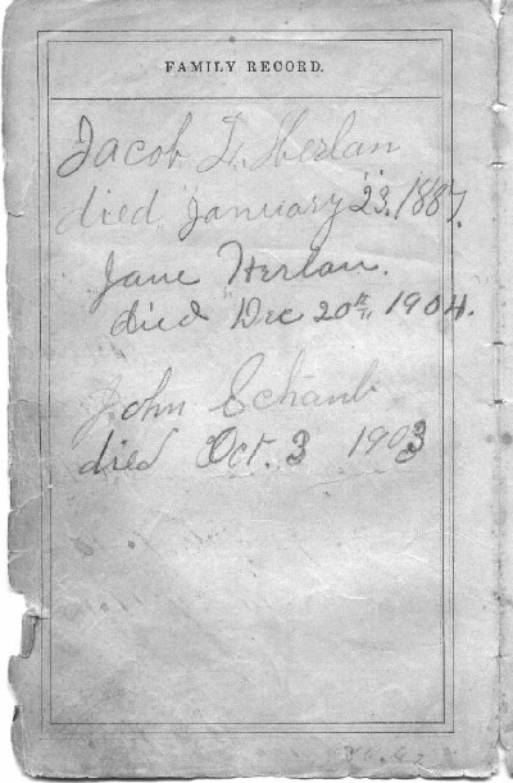 FAMILY RECORD.
Jacob L. Herlan
died January 23. 1887.
Jane Herlan.
died Dec 20th, 1904.
John Schaub
died Oct. 3 1903